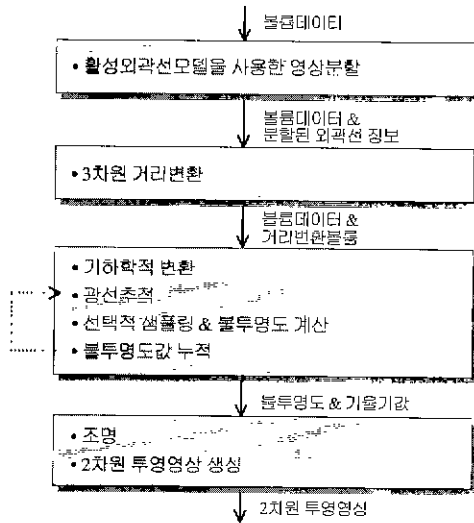 볼륨데이터
• 활성외곽선모델을 사용한 영상분할
볼륨데이터 &
분할된 외곽선 정보
• 3차원 거리변환
볼륨데이터 &
거리변환볼륨
• 기하학적 변환
• 광선추적
• 선택적 샘플링 & 불투명도 계산
• 불투명도값 누적
불투명도 & 기울기값
• 조명
• 2차원 투영영상 생성
2차원 투영영상